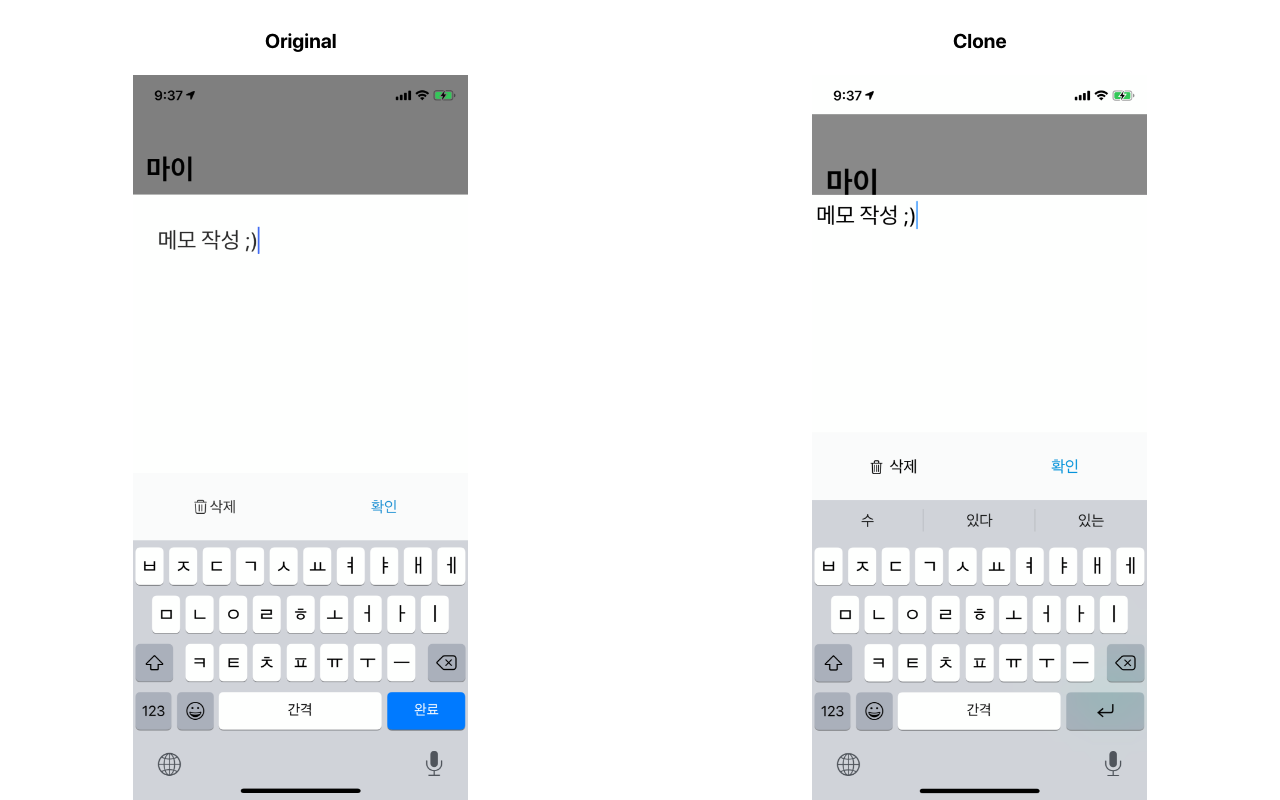 Original
9:37
마이
메모 작성 ;)
삭제 확인
ㅂ ㅈ ㄷ ㄱ ㅅ ㅛ ㅕ ㅑ ㅐ ㅔ
ㅁ ㄴ ㅇ ㄹ ㅎ ㅗ ㅓ ㅏ ㅣ
ㅋ ㅌ ㅊ ㅍ ㅠ ㅜ ㅡ
123 간격 완료
Clone
9:37
마이
메모 작성 ;)
삭제 확인
수 있다 있는
ㅂ ㅈ ㄷ ㄱ ㅅ ㅛ ㅕ ㅑ ㅐ ㅔ
ㅁ ㄴ ㅇ ㄹ ㅎ ㅗ ㅓ ㅏ ㅣ
ㅋ ㅌ ㅊ ㅍ ㅠ ㅜ ㅡ
123 간격